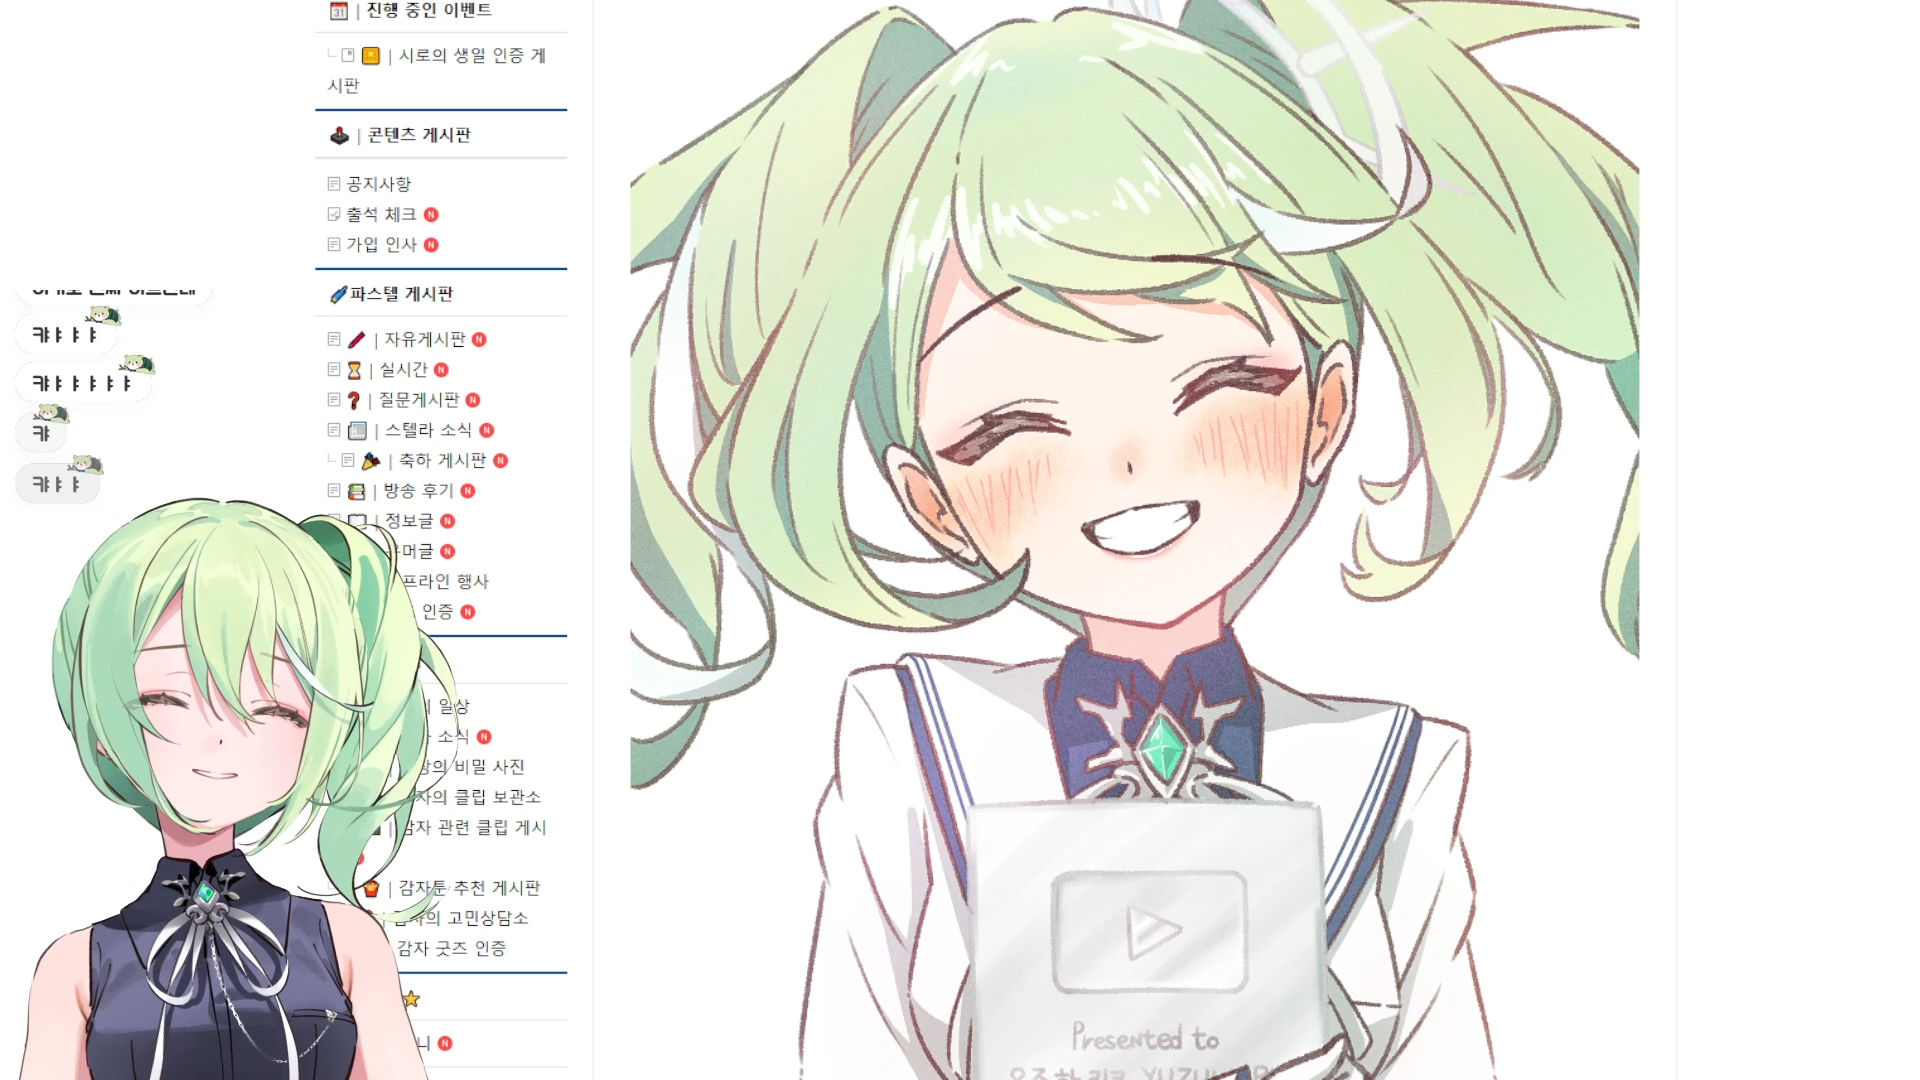 | 진행 중인 이벤트
| 시로의 생일 인증 게
시판
| 콘텐츠 게시판
공지사항
출석 체크 N
가입 인사 N
파스텔 게시판
| 자유게시판 N
| 실시간 N
| 질문게시판 N
| 스텔라 소식 N
| 축하 게시판 N
| 방송 후기 N
| 정보글 N
머글 N
프라인 행사
인증 N
일상
소식 N
의 비밀 사진
자의 클립 보관소
감자 관련 클립 게시
| 감자툰 추천 게시판
감자의 고민상담소
감자 굿즈 인증
니 N
캬ㅑㅑㅑ
캬ㅑㅑㅑㅑㅑ
캬
캬ㅑㅑ
Presented to